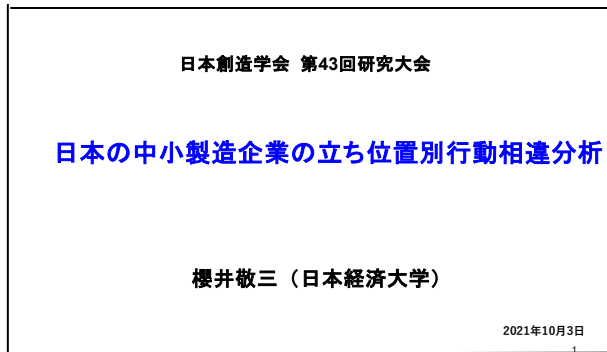 日本創造学会 第43回研究大会
日本の中小製造企業の立ち位置別行動相違分析
櫻井敬三（日本経済大学）
2021年10月3日
1